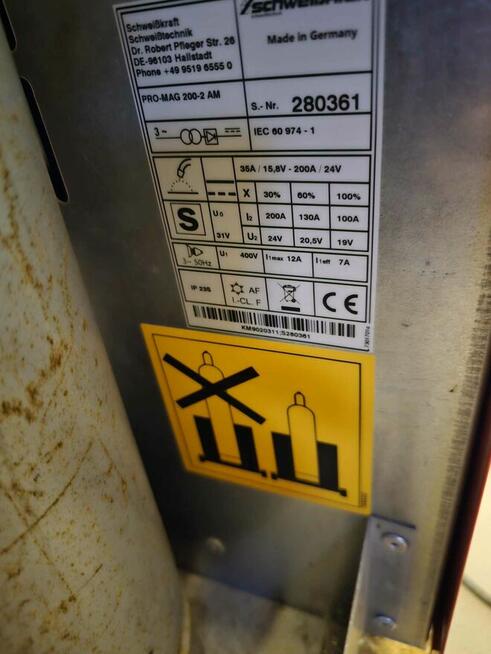 Schweißkraft
Schweißtechnik
Dr. Robert Pfleger Str. 26
DE-96103 Hallstadt
Phone +49 9519 6555 0
Made in Germany
PRO-MAG 200-2 AM
S.- Nr. 280361
3 ~
IEC 60 974 - 1
35A / 15,8V - 200A / 24V
X 30% 60% 100%
S
U0 I2 200A 130A 100A
31V U2 24V 20,5V 19V
3~ 50Hz U1 400V I1max 12A I1eff 7A
IP 23S AF
I.-CL. F CE
KM9020311;S280361